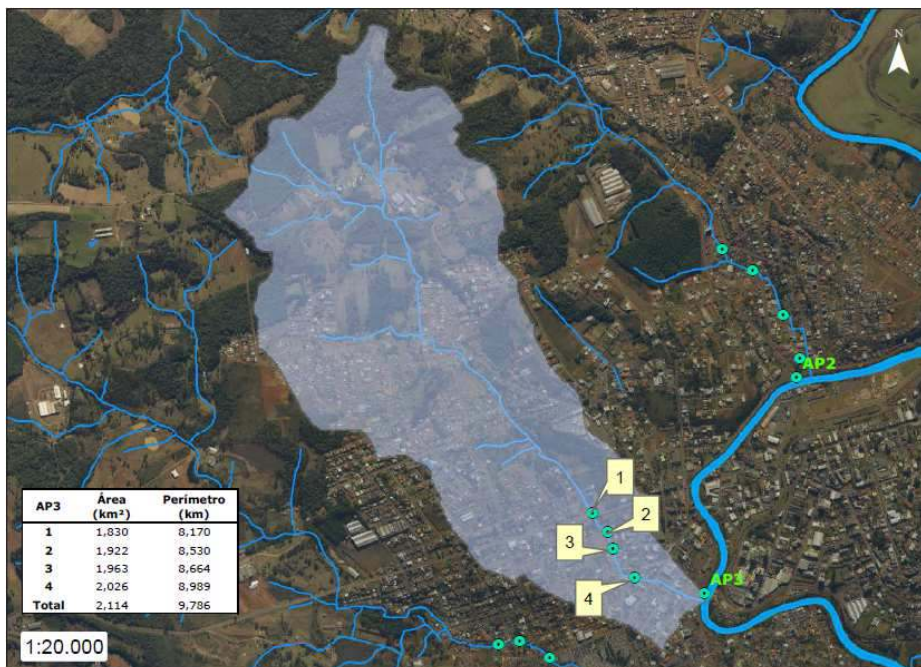 N
AP2
1
2
3
4
AP3
AP3 Área (km²) Perímetro (km)
1 1,830 8,170
2 1,922 8,530
3 1,963 8,664
4 2,026 8,989
Total 2,114 9,786
1:20.000